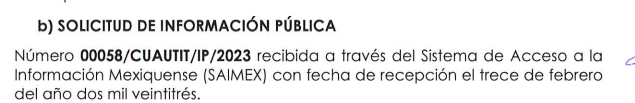 b) SOLICITUD DE INFORMACIÓN PÚBLICA
Número 00058/CUAUTIT/IP/2023 recibida a través del Sistema de Acceso a la
Información Mexiquense (SAIMEX) con fecha de recepción el trece de febrero
del año dos mil veintitrés.